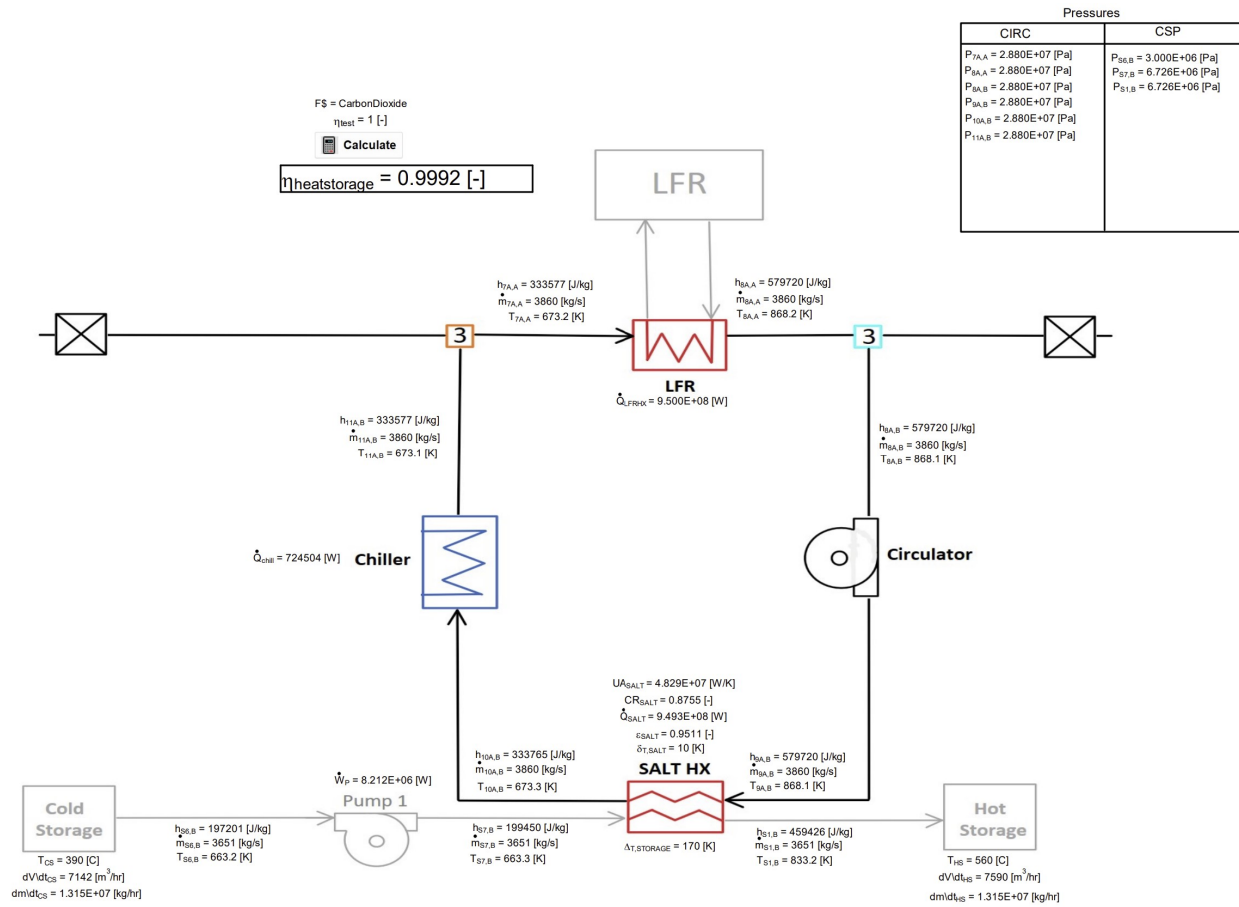 Pressures
CIRC
CSP
P7A,A = 2.880E+07 [Pa]
P8A,A = 2.880E+07 [Pa]
P8A,B = 2.880E+07 [Pa]
P9A,B = 2.880E+07 [Pa]
P10A,B = 2.880E+07 [Pa]
P11A,B = 2.880E+07 [Pa]
PS6,B = 3.000E+06 [Pa]
PS7,B = 6.726E+06 [Pa]
PS1,B = 6.726E+06 [Pa]
F$ = CarbonDioxide
ηtest = 1 [-]
Calculate
ηheatstorage = 0.9992 [-]
LFR
h7A,A = 333577 [J/kg]
ṁ7A,A = 3860 [kg/s]
T7A,A = 673.2 [K]
h8A,A = 579720 [J/kg]
ṁ8A,A = 3860 [kg/s]
T8A,A = 868.2 [K]
3
3
LFR
Q̇LFRHX = 9.500E+08 [W]
h11A,B = 333577 [J/kg]
ṁ11A,B = 3860 [kg/s]
T11A,B = 673.1 [K]
h8A,B = 579720 [J/kg]
ṁ8A,B = 3860 [kg/s]
T8A,B = 868.1 [K]
Q̇chill = 724504 [W]
Chiller
Circulator
UASALT = 4.829E+07 [W/K]
CRSALT = 0.8755 [-]
Q̇SALT = 9.493E+08 [W]
εSALT = 0.9511 [-]
δT,SALT = 10 [K]
SALT HX
h10A,B = 333765 [J/kg]
ṁ10A,B = 3860 [kg/s]
T10A,B = 673.3 [K]
h9A,B = 579720 [J/kg]
ṁ9A,B = 3860 [kg/s]
T9A,B = 868.1 [K]
ẆP = 8.212E+06 [W]
Pump 1
Cold
Storage
Hot
Storage
hS6,B = 197201 [J/kg]
ṁS6,B = 3651 [kg/s]
TS6,B = 663.2 [K]
hS7,B = 199450 [J/kg]
ṁS7,B = 3651 [kg/s]
TS7,B = 663.3 [K]
ΔT,STORAGE = 170 [K]
hS1,B = 459426 [J/kg]
ṁS1,B = 3651 [kg/s]
TS1,B = 833.2 [K]
TCS = 390 [C]
dV\dtCS = 7142 [m³/hr]
dm\dtCS = 1.315E+07 [kg/hr]
THS = 560 [C]
dV\dtHS = 7590 [m³/hr]
dm\dtHS = 1.315E+07 [kg/hr]